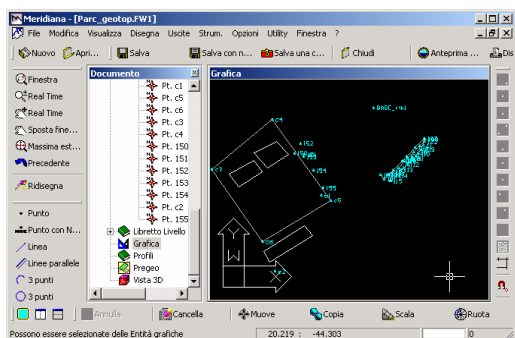 Meridiana - [Parc_geotop.FW1]
File Modifica Visualizza Disegna Uscite Strum. Opzioni Utility Finestra ?
Nuovo Apri... Salva Salva con n... Salva una c... Chiudi Anteprima ... Dis
Finestra
Real Time
Real Time
Sposta fine...
Massima est...
Precedente
Ridisegna
Punto
Punto con N...
Linea
Linee parallele
3 punti
3 punti
Documento
Pt. c1
Pt. c5
Pt. c6
Pt. c3
Pt. c4
Pt. 150
Pt. 151
Pt. 152
Pt. 153
Pt. 154
Pt. c2
Pt. 155
Libretto Livello
Grafica
Profili
Pregeo
Vista 3D
Grafica
c4
152
154
c3
155
c5
Y
X
Annulla Cancella Muove Copia Scala Ruota
Possono essere selezionate delle Entità grafiche 20.219 : -44.303 0